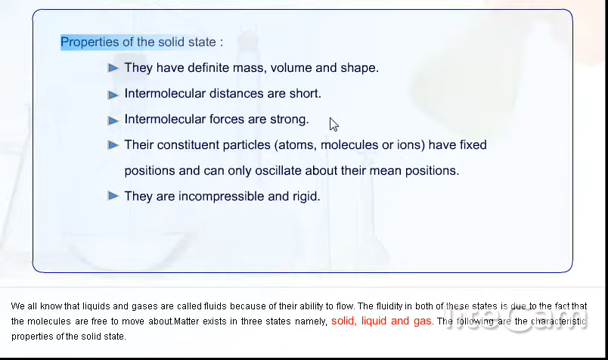 Properties of the solid state :
They have definite mass, volume and shape.
Intermolecular distances are short.
Intermolecular forces are strong.
Their constituent particles (atoms, molecules or ions) have fixed
positions and can only oscillate about their mean positions.
They are incompressible and rigid.
We all know that liquids and gases are called fluids because of their ability to flow. The fluidity in both of these states is due to the fact that
the molecules are free to move about.Matter exists in three states namely, solid, liquid and gas. The following are the characteristic
properties of the solid state.
liteCam